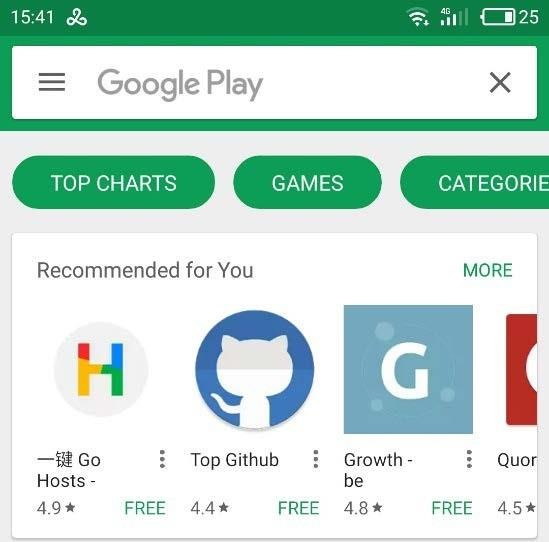 15:41 4G 25
Google Play
TOP CHARTS GAMES CATEGORIE
Recommended for You MORE
H G
一键 Go Top Github Growth - Quor
Hosts - be
4.9★ FREE 4.4★ FREE 4.8★ FREE 4.5★